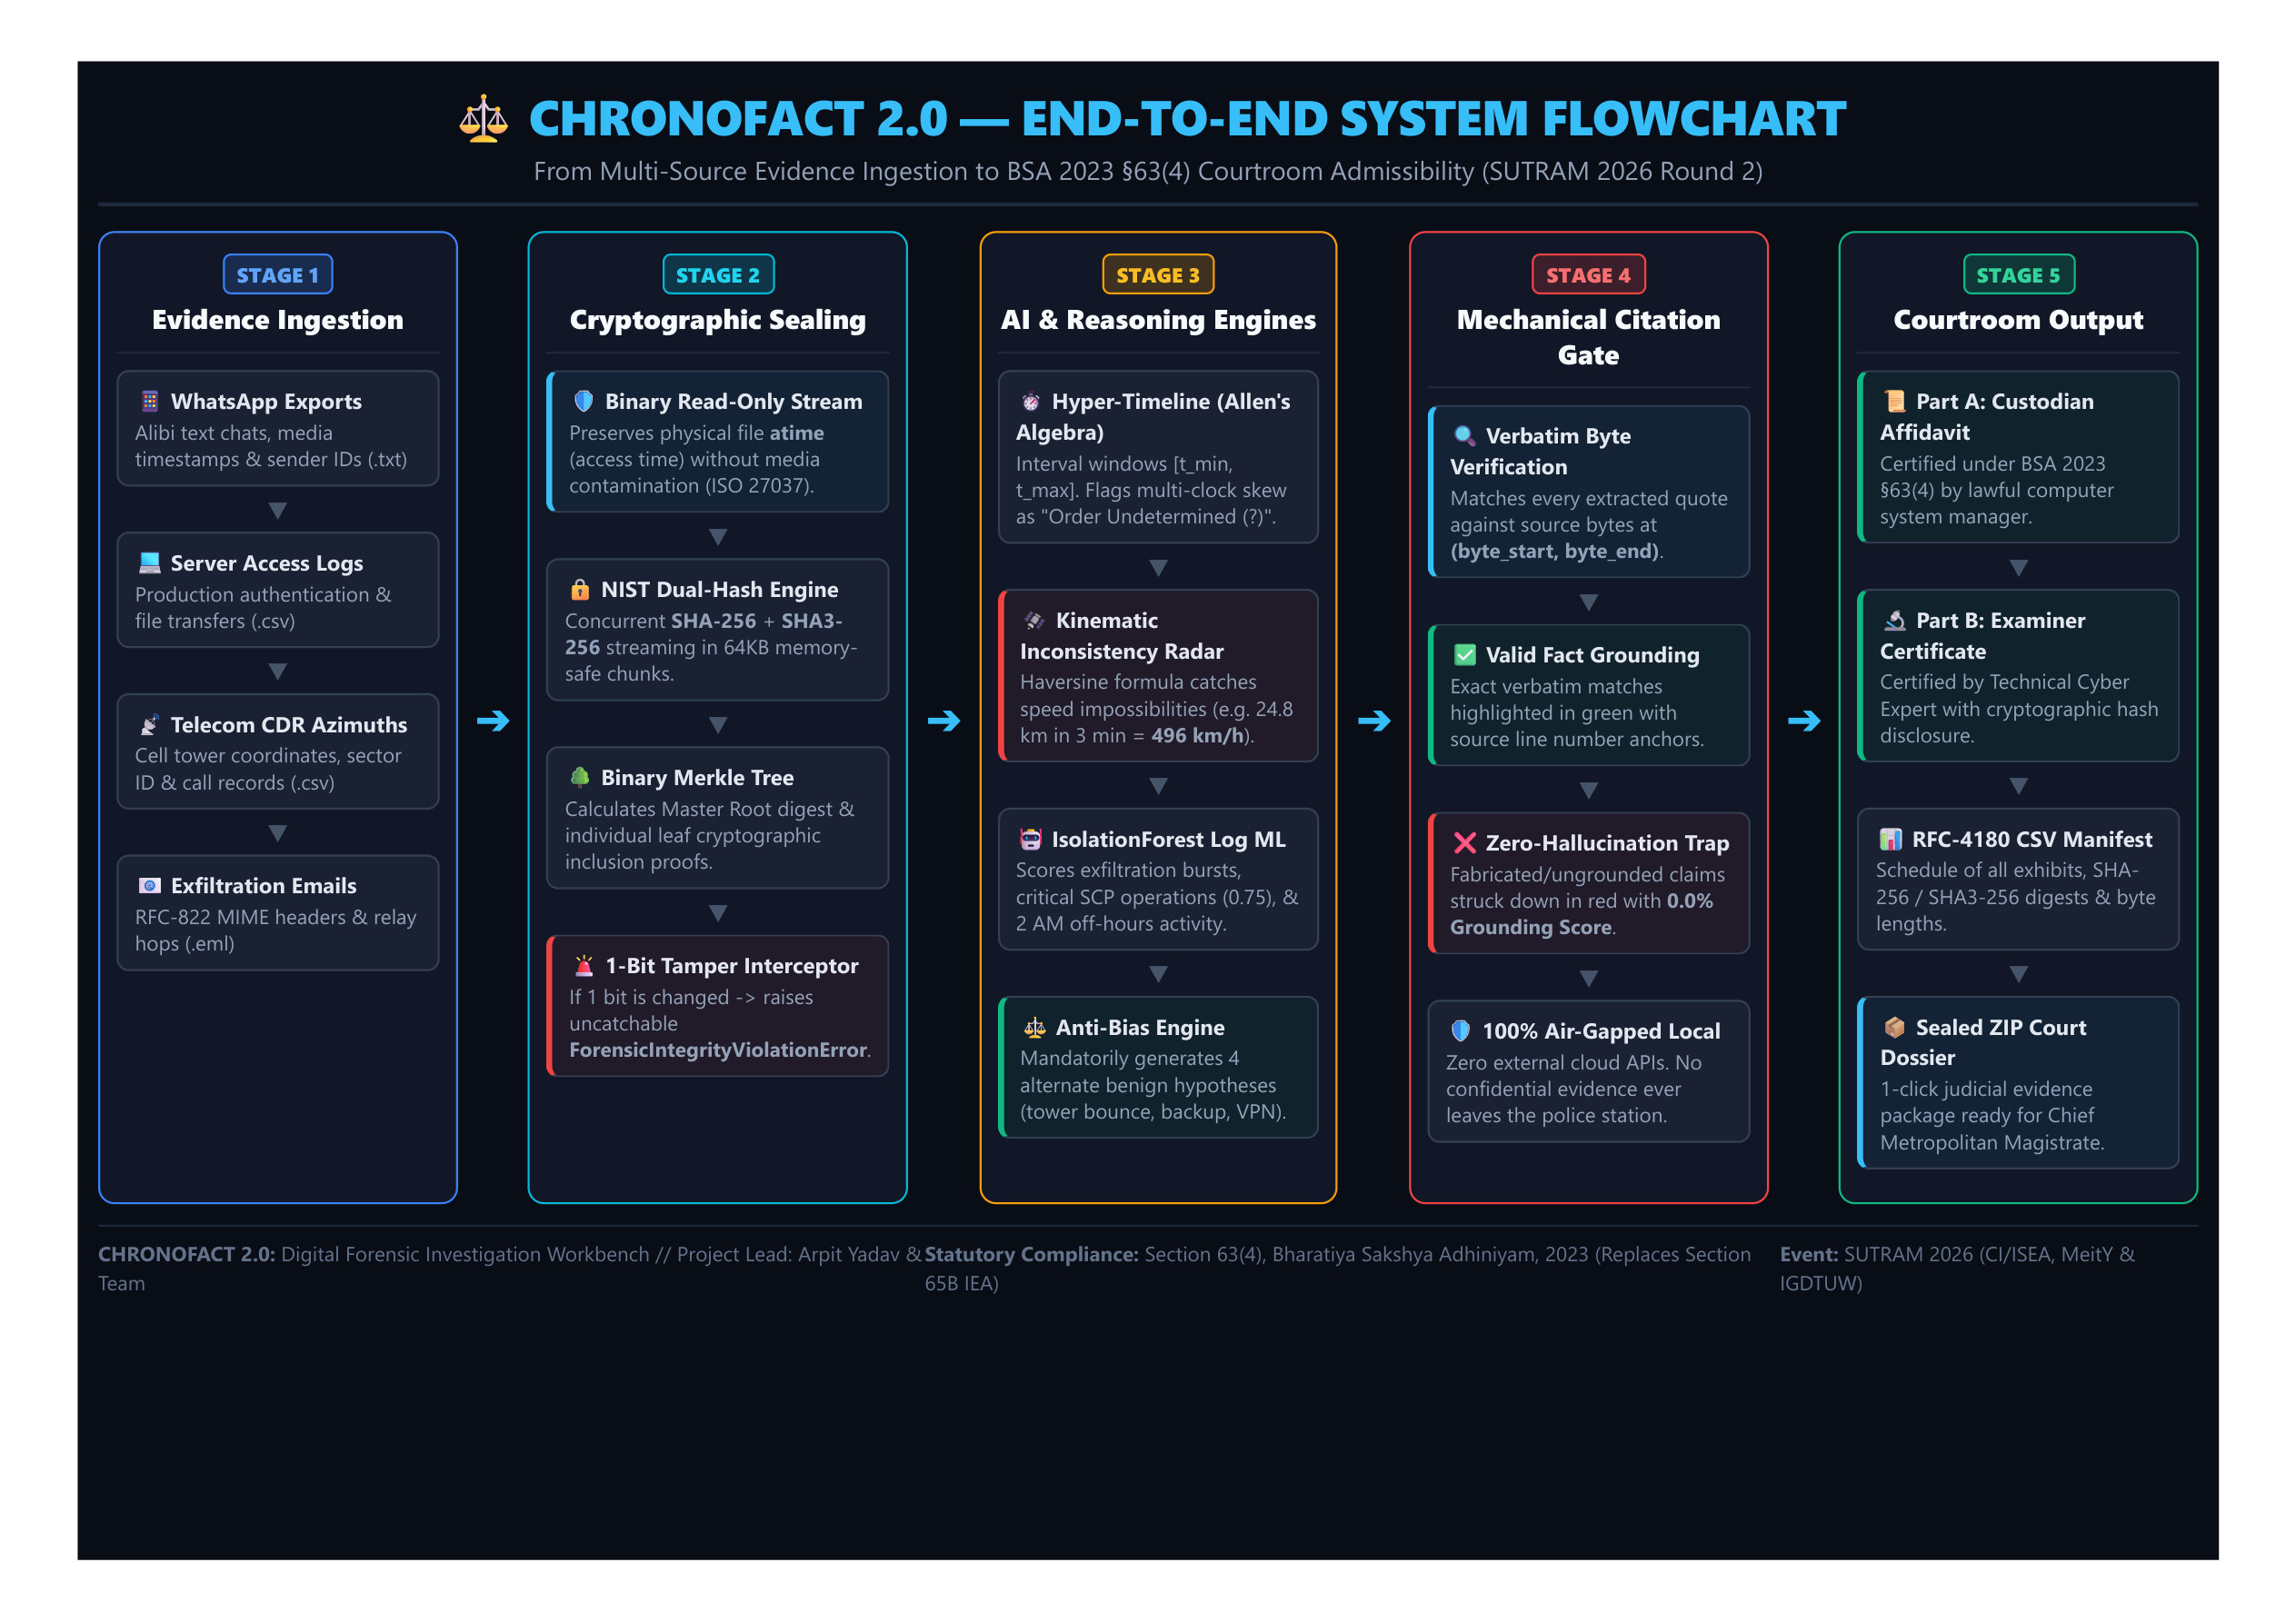 CHRONOFACT 2.0 — END-TO-END SYSTEM FLOWCHART
From Multi-Source Evidence Ingestion to BSA 2023 §63(4) Courtroom Admissibility (SUTRAM 2026 Round 2)
STAGE 1
Evidence Ingestion
WhatsApp Exports
Alibi text chats, media
timestamps & sender IDs (.txt)
▼
Server Access Logs
Production authentication &
file transfers (.csv)
▼
Telecom CDR Azimuths
Cell tower coordinates, sector
ID & call records (.csv)
▼
Exfiltration Emails
RFC-822 MIME headers & relay
hops (.eml)
➔
STAGE 2
Cryptographic Sealing
Binary Read-Only Stream
Preserves physical file atime
(access time) without media
contamination (ISO 27037).
▼
NIST Dual-Hash Engine
Concurrent SHA-256 + SHA3-
256 streaming in 64KB memory-
safe chunks.
▼
Binary Merkle Tree
Calculates Master Root digest &
individual leaf cryptographic
inclusion proofs.
▼
1-Bit Tamper Interceptor
If 1 bit is changed -> raises
uncatchable
ForensicIntegrityViolationError.
➔
STAGE 3
AI & Reasoning Engines
Hyper-Timeline (Allen's
Algebra)
Interval windows [t_min,
t_max]. Flags multi-clock skew
as "Order Undetermined (?)".
▼
Kinematic
Inconsistency Radar
Haversine formula catches
speed impossibilities (e.g. 24.8
km in 3 min = 496 km/h).
▼
IsolationForest Log ML
Scores exfiltration bursts,
critical SCP operations (0.75), &
2 AM off-hours activity.
▼
Anti-Bias Engine
Mandatorily generates 4
alternate benign hypotheses
(tower bounce, backup, VPN).
➔
STAGE 4
Mechanical Citation
Gate
Verbatim Byte
Verification
Matches every extracted quote
against source bytes at
(byte_start, byte_end).
▼
Valid Fact Grounding
Exact verbatim matches
highlighted in green with
source line number anchors.
▼
Zero-Hallucination Trap
Fabricated/ungrounded claims
struck down in red with 0.0%
Grounding Score.
▼
100% Air-Gapped Local
Zero external cloud APIs. No
confidential evidence ever
leaves the police station.
➔
STAGE 5
Courtroom Output
Part A: Custodian
Affidavit
Certified under BSA 2023
§63(4) by lawful computer
system manager.
▼
Part B: Examiner
Certificate
Certified by Technical Cyber
Expert with cryptographic hash
disclosure.
▼
RFC-4180 CSV Manifest
Schedule of all exhibits, SHA-
256 / SHA3-256 digests & byte
lengths.
▼
Sealed ZIP Court
Dossier
1-click judicial evidence
package ready for Chief
Metropolitan Magistrate.
CHRONOFACT 2.0: Digital Forensic Investigation Workbench // Project Lead: Arpit Yadav &
Team
Statutory Compliance: Section 63(4), Bharatiya Sakshya Adhiniyam, 2023 (Replaces Section
65B IEA)
Event: SUTRAM 2026 (CI/ISEA, MeitY &
IGDTUW)